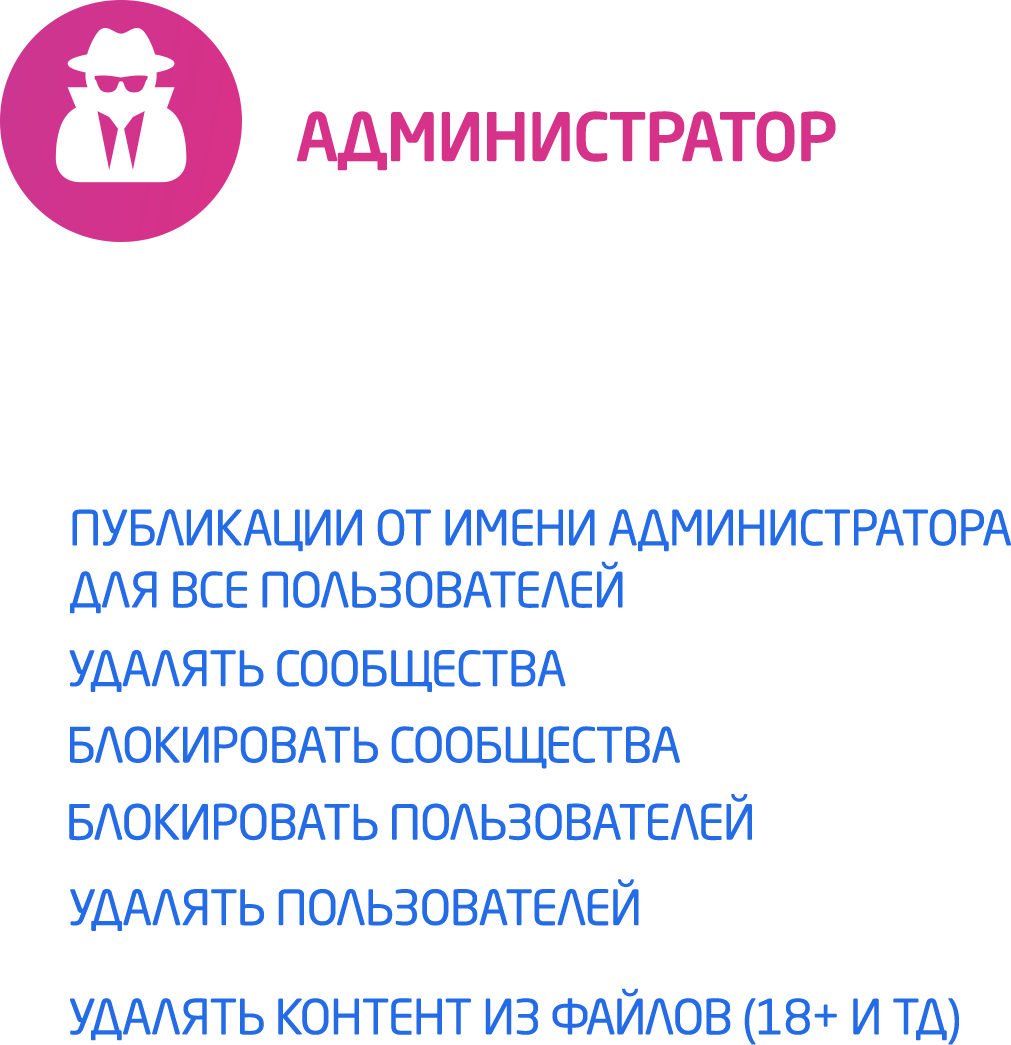 АДМИНИСТРАТОР
ПУБЛИКАЦИИ ОТ ИМЕНИ АДМИНИСТРАТОРА
ДЛЯ ВСЕ ПОЛЬЗОВАТЕЛЕЙ
УДАЛЯТЬ СООБЩЕСТВА
БЛОКИРОВАТЬ СООБЩЕСТВА
БЛОКИРОВАТЬ ПОЛЬЗОВАТЕЛЕЙ
УДАЛЯТЬ ПОЛЬЗОВАТЕЛЕЙ
УДАЛЯТЬ КОНТЕНТ ИЗ ФАЙЛОВ (18+ И ТД)